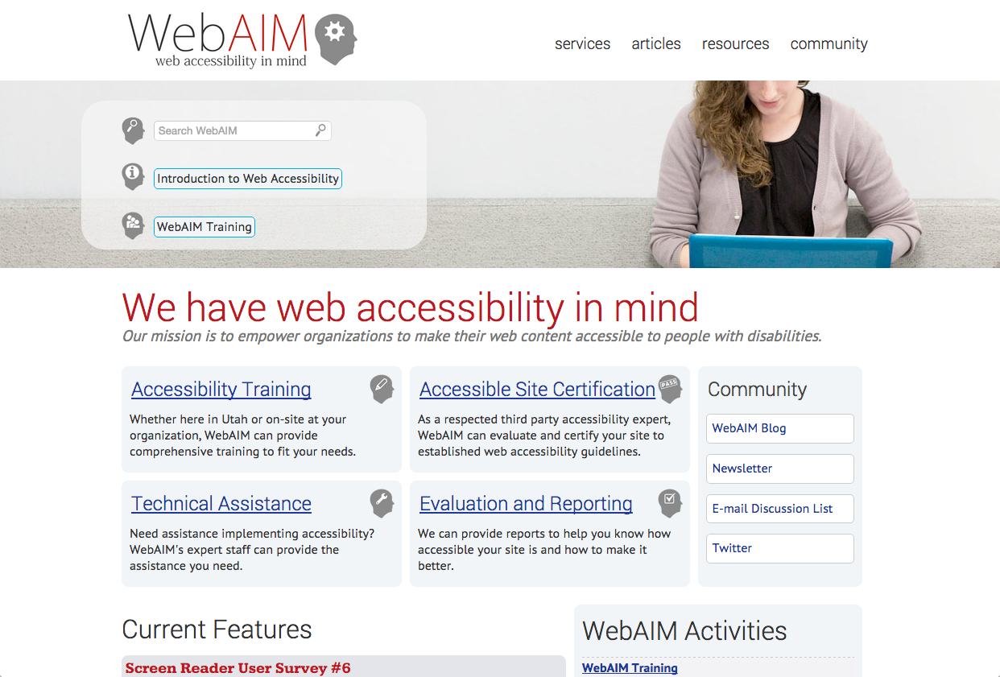 WebAIM
web accessibility in mind
services articles resources community
Search WebAIM
Introduction to Web Accessibility
WebAIM Training
We have web accessibility in mind
Our mission is to empower organizations to make their web content accessible to people with disabilities.
Accessibility Training
Whether here in Utah or on-site at your
organization, WebAIM can provide
comprehensive training to fit your needs.
Accessible Site Certification
PASS
As a respected third party accessibility expert,
WebAIM can evaluate and certify your site to
established web accessibility guidelines.
Technical Assistance
Need assistance implementing accessibility?
WebAIM's expert staff can provide the
assistance you need.
Evaluation and Reporting
We can provide reports to help you know how
accessible your site is and how to make it
better.
Community
WebAIM Blog
Newsletter
E-mail Discussion List
Twitter
Current Features
Screen Reader User Survey #6
WebAIM Activities
WebAIM Training